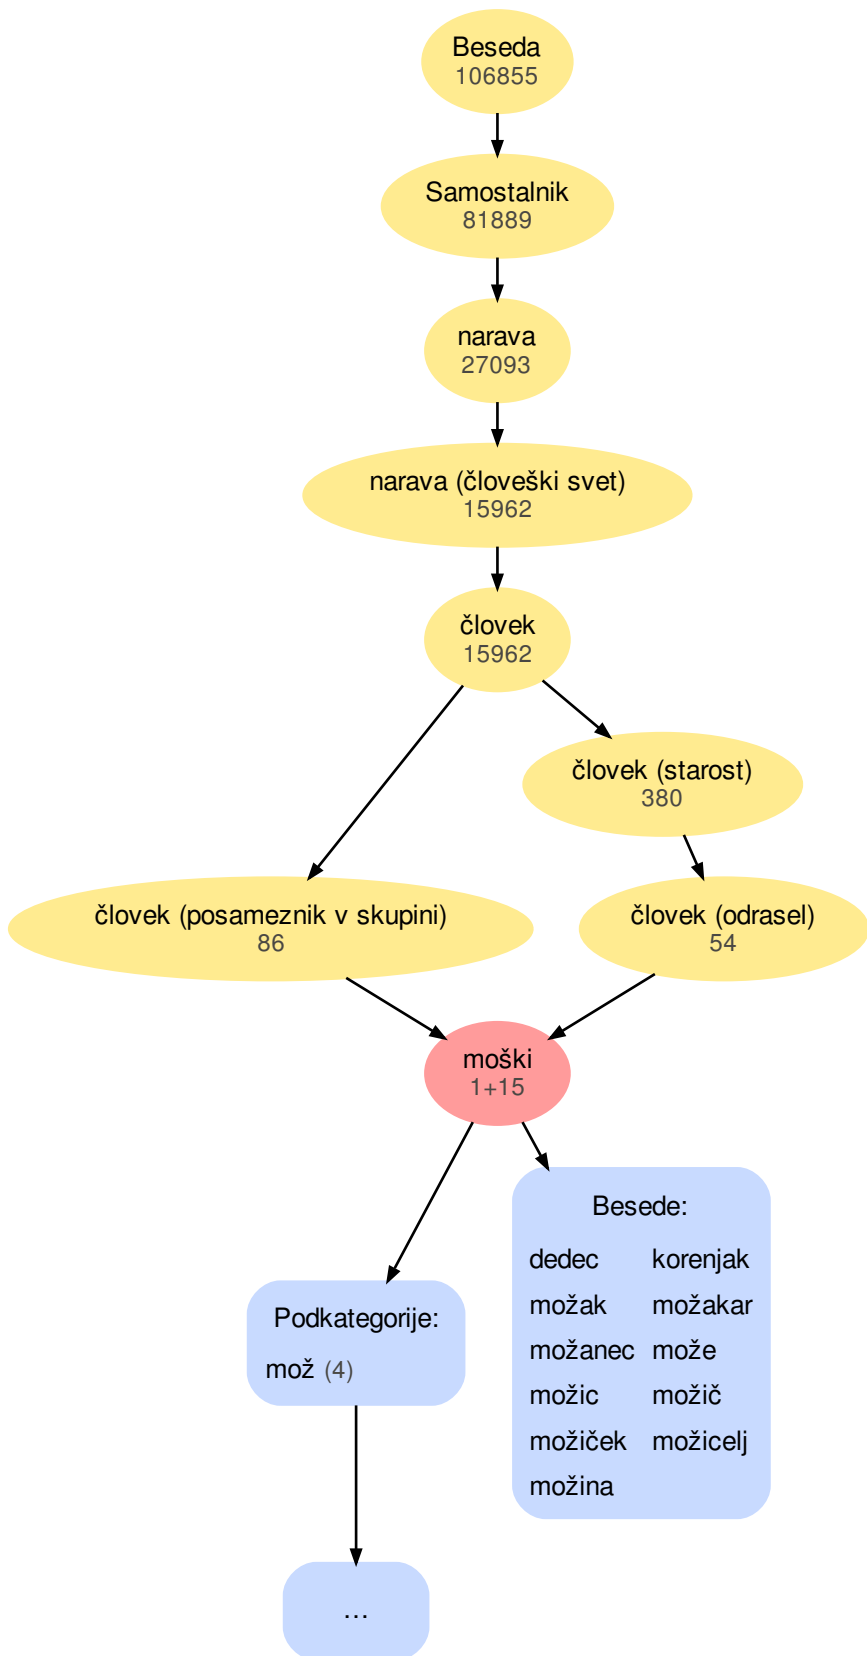 Beseda
106855
Samostalnik
81889
narava
27093
narava (človeški svet)
15962
človek
15962
človek (starost)
380
človek (posameznik v skupini)
86
človek (odrasel)
54
moški
1+15
Besede:
dedec korenjak
možak možakar
možanec može
možic možič
možiček možicelj
možina
Podkategorije:
mož (4)
...